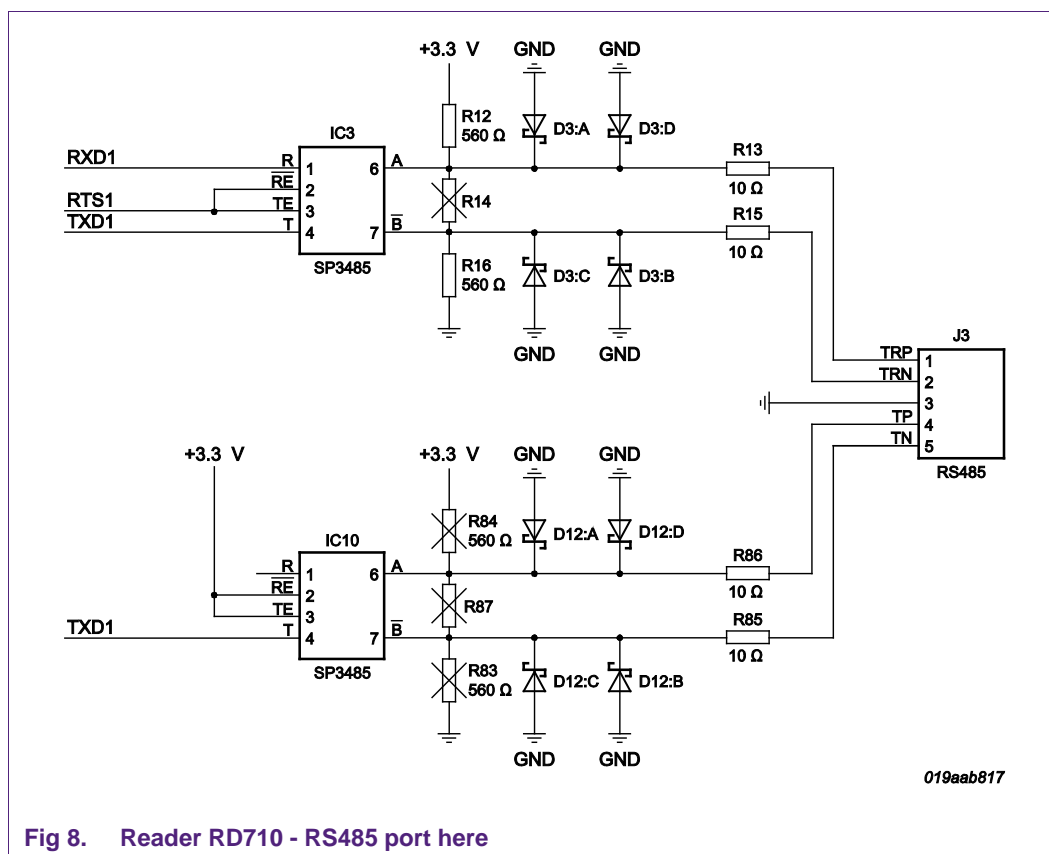 +3.3 V GND GND
R12
560 Ω
D3:A D3:D
IC3
R13
10 Ω
RXD1 R 1 6 A
RE 2
R14
RTS1 TE 3
R15
10 Ω
TXD1 T 4 7 B
SP3485
R16
560 Ω
D3:C D3:B
GND GND
J3
TRP 1
TRN 2
3
TP 4
TN 5
RS485
+3.3 V +3.3 V GND GND
R84
560 Ω
D12:A D12:D
IC10
R86
10 Ω
R 1 6 A
RE 2
R87
TE 3
R85
10 Ω
TXD1 T 4 7 B
SP3485
R83
560 Ω
D12:C D12:B
GND GND
019aab817
Fig 8. Reader RD710 - RS485 port here